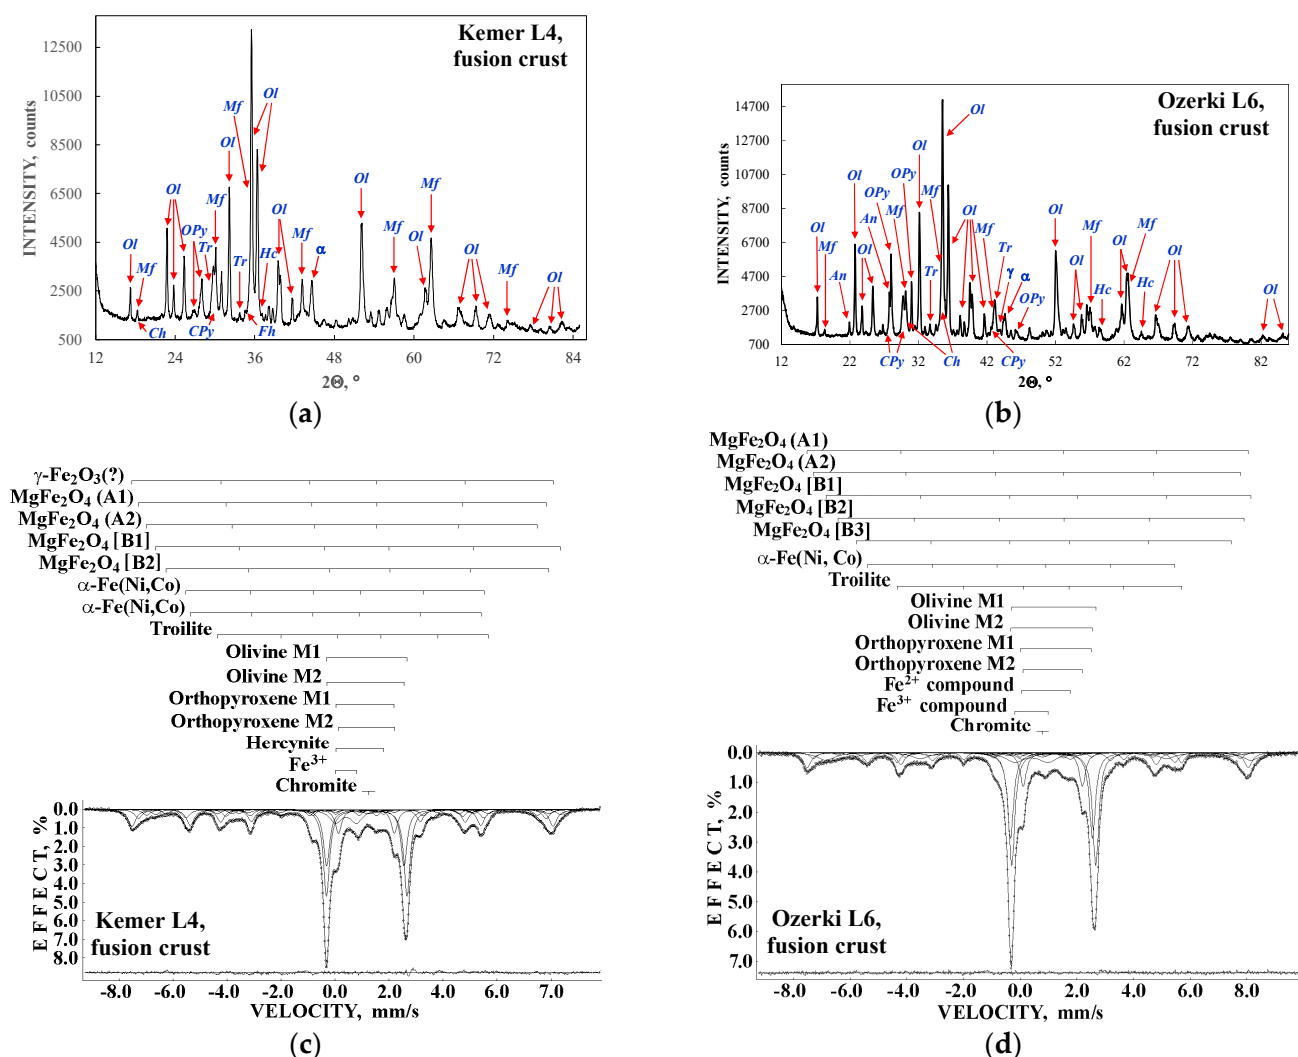 Kemer L4,
fusion crust
INTENSITY, counts
12500
10500
8500
6500
4500
2500
500
Ol
Mf
Ch
Ol
OPy
Tr
Mf
CPy
Ol
Mf
Ol
Tr
Hc
Fh
Ol
Mf
α
Ol
Mf
Ol
Mf
Ol
Mf
Ol
12 24 36 48 60 72 84
2Θ, °
(a)
Ozerki L6,
fusion crust
INTENSITY, counts
14700
12700
10700
8700
6700
4700
2700
700
Ol
Mf
An
Ol
Ol
An
OPy
Mf
OPy
Ol
Mf
Tr
Ol
CPy
Ch
Ol
Mf
Tr
γ
α
OPy
CPy
Ol
Ol
Mf
Hc
Ol
Mf
Hc
Ol
Ol
12 22 32 42 52 62 72 82
2Θ, °
(b)
γ-Fe2O3(?)
MgFe2O4 (A1)
MgFe2O4 (A2)
MgFe2O4 [B1]
MgFe2O4 [B2]
α-Fe(Ni,Co)
α-Fe(Ni,Co)
Troilite
Olivine M1
Olivine M2
Orthopyroxene M1
Orthopyroxene M2
Hercynite
Fe3+
Chromite
EFFECT, %
0.0
1.0
2.0
3.0
4.0
5.0
6.0
7.0
8.0
Kemer L4,
fusion crust
-8.0 -6.0 -4.0 -2.0 0.0 2.0 4.0 6.0 7.0
VELOCITY, mm/s
(c)
MgFe2O4 (A1)
MgFe2O4 (A2)
MgFe2O4 [B1]
MgFe2O4 [B2]
MgFe2O4 [B3]
α-Fe(Ni, Co)
Troilite
Olivine M1
Olivine M2
Orthopyroxene M1
Orthopyroxene M2
Fe2+ compound
Fe3+ compound
Chromite
EFFECT, %
0.0
1.0
2.0
3.0
4.0
5.0
6.0
7.0
Ozerki L6,
fusion crust
-8.0 -6.0 -4.0 -2.0 0.0 2.0 4.0 6.0 8.0
VELOCITY, mm/s
(d)